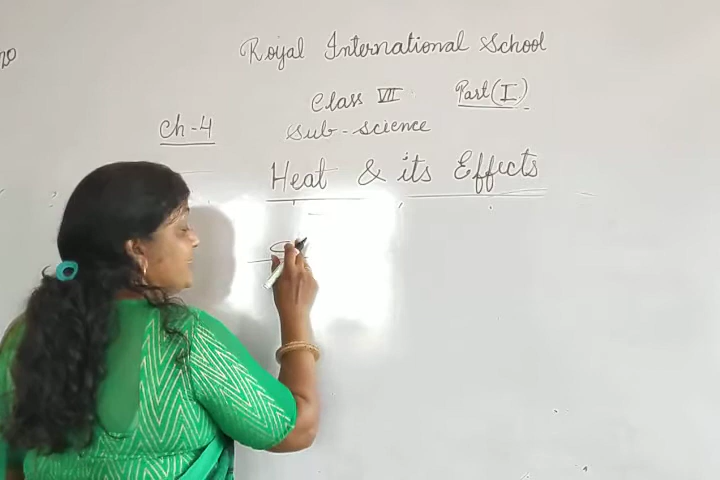 Royal International School
Class VII Part (I)
Ch-4 Sub-science
Heat & its Effects